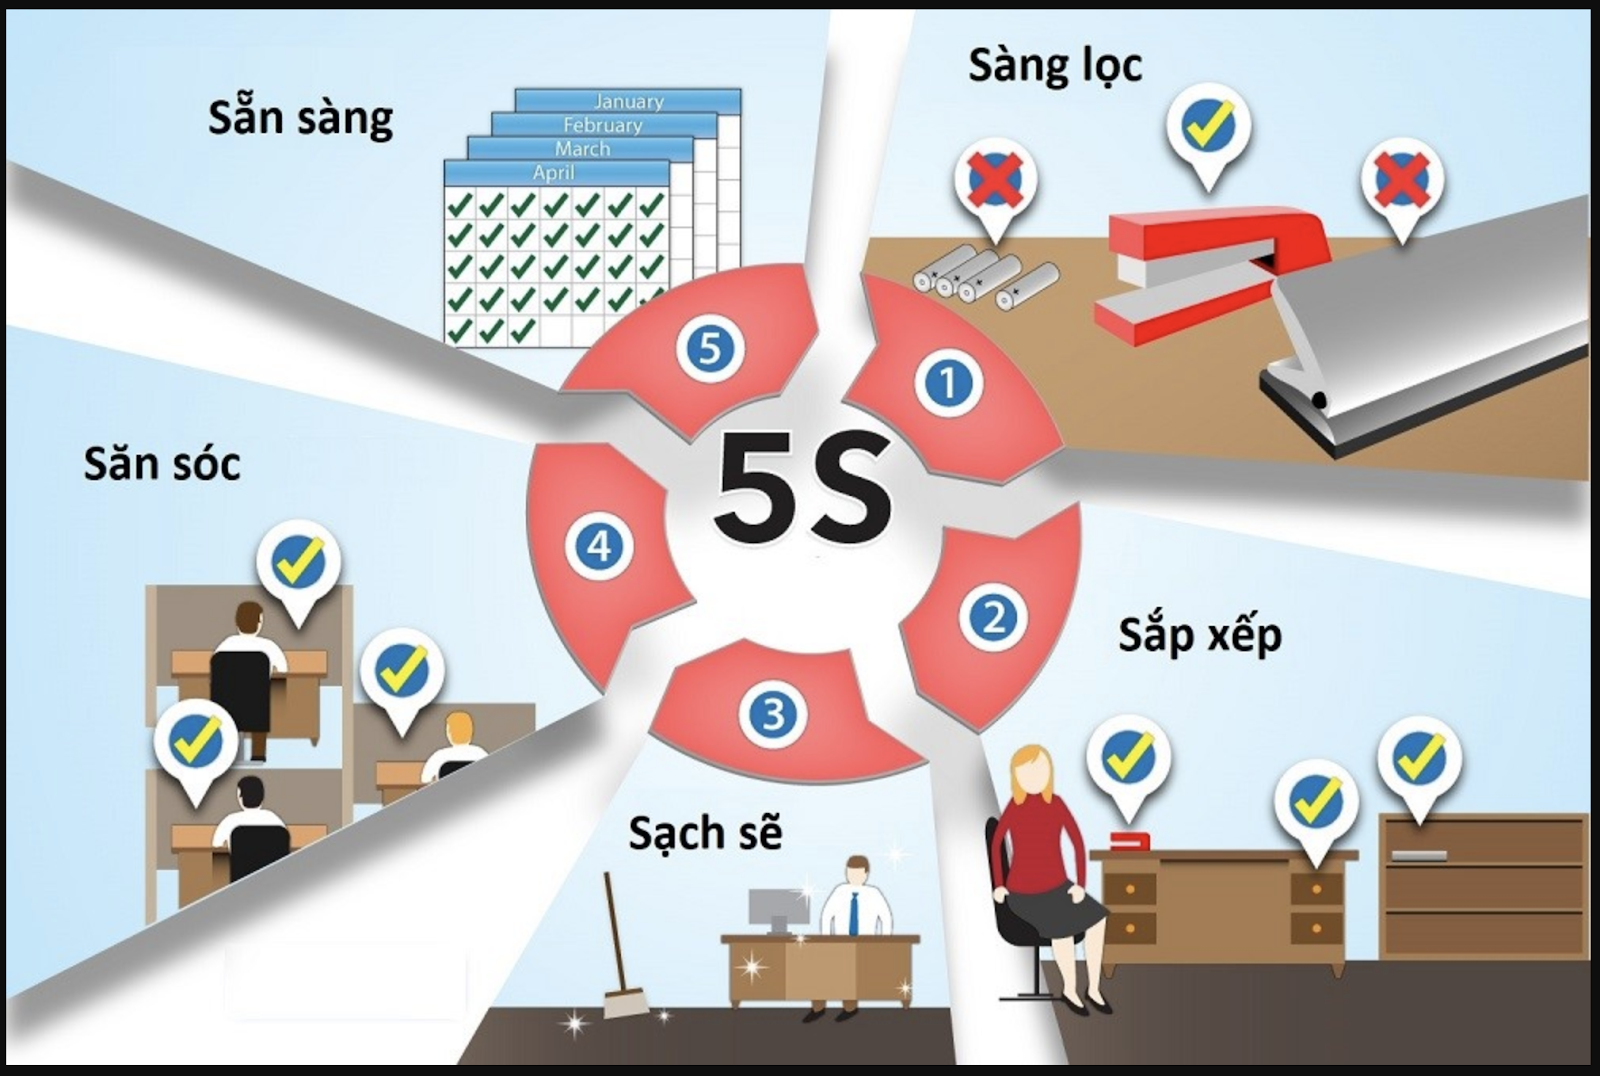 Sẵn sàng
January
February
March
April
Sàng lọc
5
1
5S
Săn sóc
4
2
Sắp xếp
3
Sạch sẽ